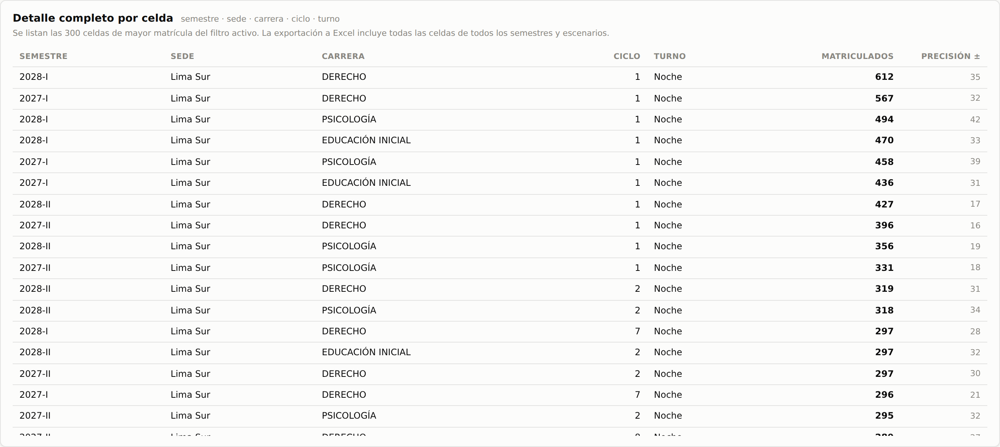 Detalle completo por celda semestre · sede · carrera · ciclo · turno
Se listan las 300 celdas de mayor matrícula del filtro activo. La exportación a Excel incluye todas las celdas de todos los semestres y escenarios.
SEMESTRE SEDE CARRERA CICLO TURNO MATRICULADOS PRECISIÓN ±
2028-I Lima Sur DERECHO 1 Noche 612 35
2027-I Lima Sur DERECHO 1 Noche 567 32
2028-I Lima Sur PSICOLOGÍA 1 Noche 494 42
2028-I Lima Sur EDUCACIÓN INICIAL 1 Noche 470 33
2027-I Lima Sur PSICOLOGÍA 1 Noche 458 39
2027-I Lima Sur EDUCACIÓN INICIAL 1 Noche 436 31
2028-II Lima Sur DERECHO 1 Noche 427 17
2027-II Lima Sur DERECHO 1 Noche 396 16
2028-II Lima Sur PSICOLOGÍA 1 Noche 356 19
2027-II Lima Sur PSICOLOGÍA 1 Noche 331 18
2028-II Lima Sur DERECHO 2 Noche 319 31
2028-II Lima Sur PSICOLOGÍA 2 Noche 318 34
2028-I Lima Sur DERECHO 7 Noche 297 28
2028-II Lima Sur EDUCACIÓN INICIAL 2 Noche 297 32
2027-II Lima Sur DERECHO 2 Noche 297 30
2027-I Lima Sur DERECHO 7 Noche 296 21
2027-II Lima Sur PSICOLOGÍA 2 Noche 295 32
2027-II Lima Sur DERECHO Noche